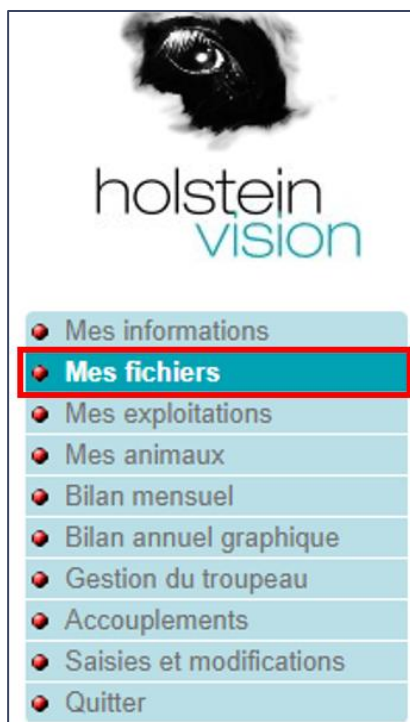 holstein
vision
Mes informations
Mes fichiers
Mes exploitations
Mes animaux
Bilan mensuel
Bilan annuel graphique
Gestion du troupeau
Accouplements
Saisies et modifications
Quitter